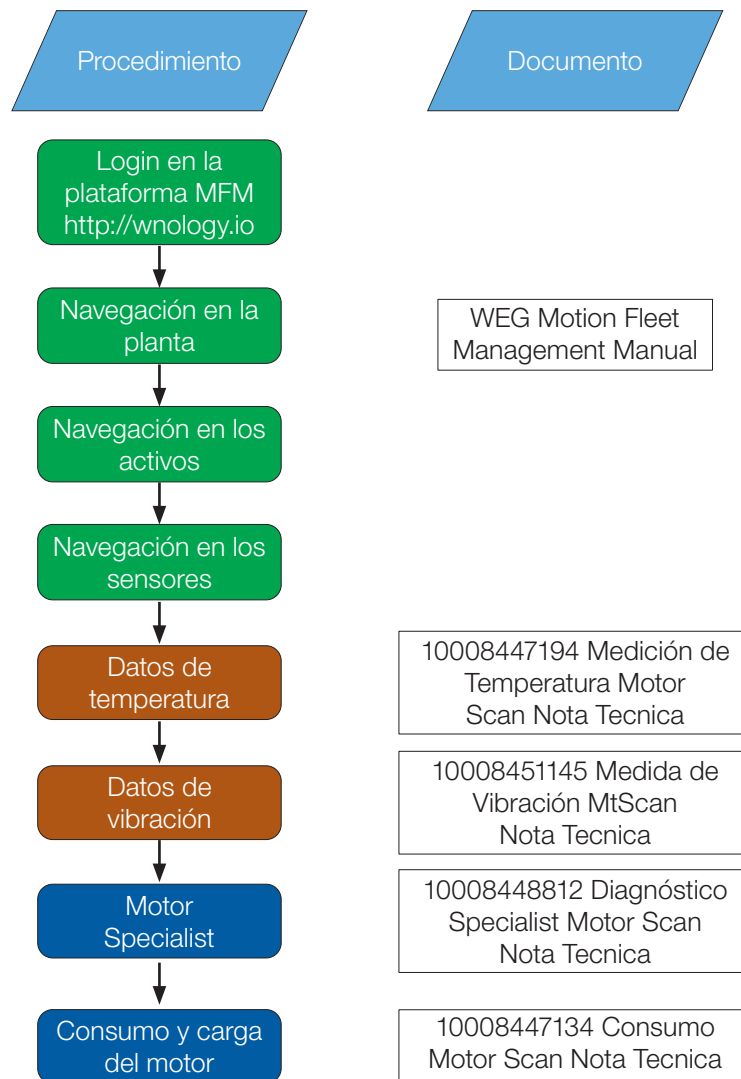 Procedimiento
Documento
Login en la
plataforma MFM
http://wnology.io
Navegación en la
planta
WEG Motion Fleet
Management Manual
Navegación en los
activos
Navegación en los
sensores
Datos de
temperatura
10008447194 Medición de
Temperatura Motor
Scan Nota Tecnica
Datos de
vibración
10008451145 Medida de
Vibración MtScan
Nota Tecnica
Motor
Specialist
10008448812 Diagnóstico
Specialist Motor Scan
Nota Tecnica
Consumo y carga
del motor
10008447134 Consumo
Motor Scan Nota Tecnica